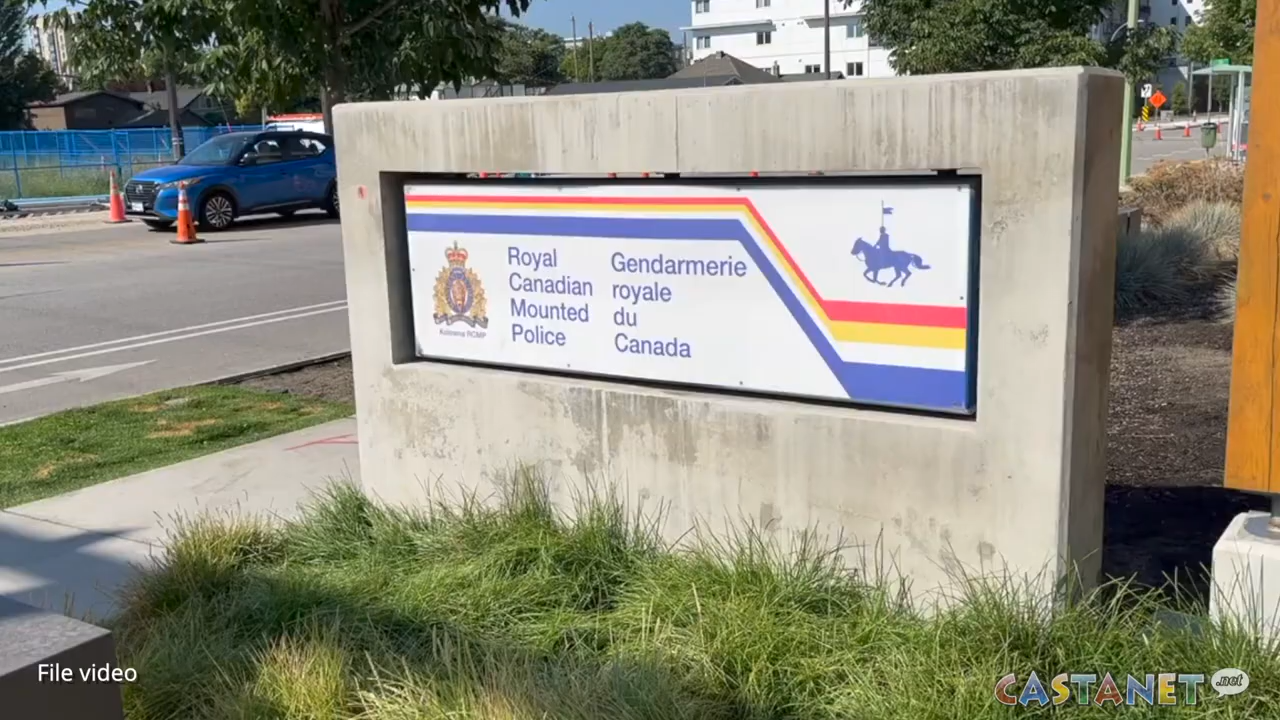 Royal
Canadian
Mounted
Police
Gendarmerie
royale
du
Canada
Kelowna RCMP
File video
CASTANET
.net